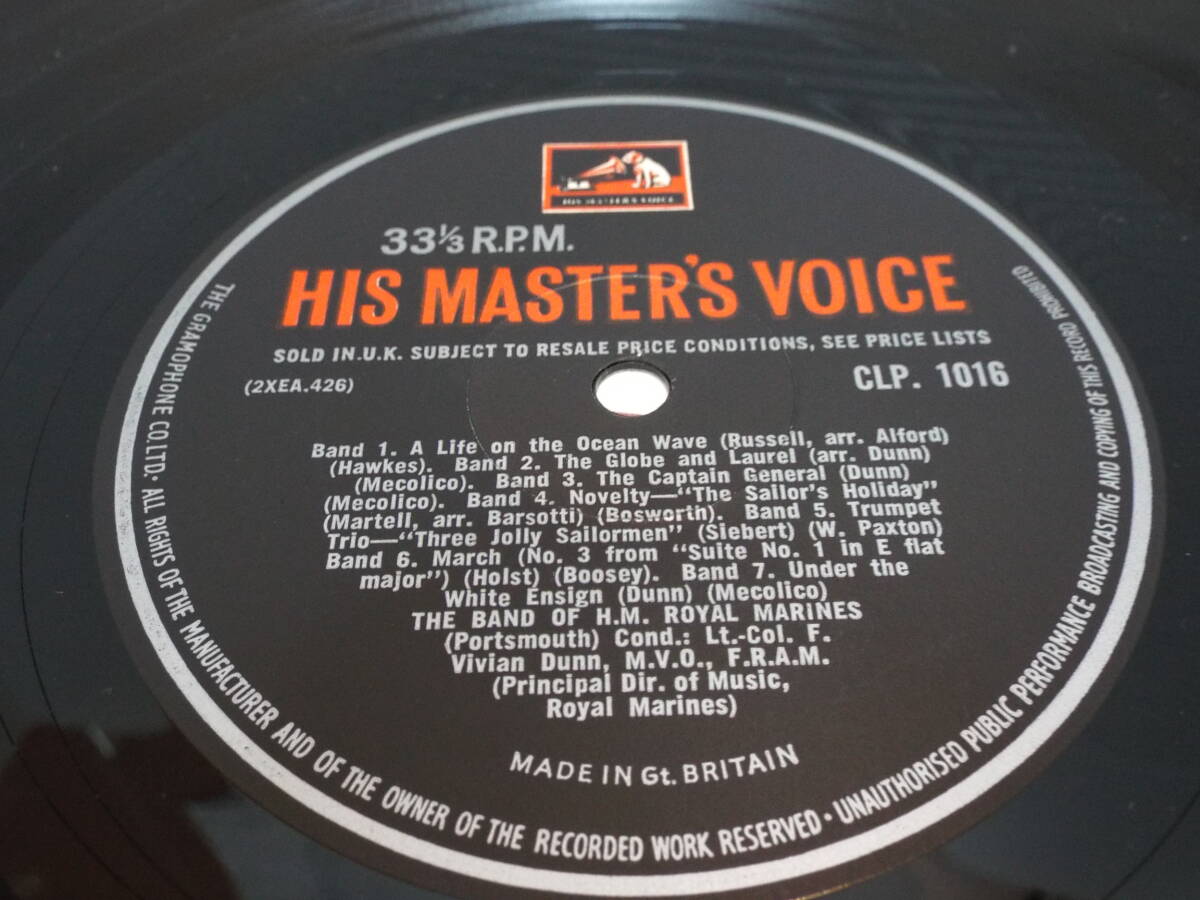 HIS MASTER'S VOICE
33⅓ R.P.M.
HIS MASTER'S VOICE
SOLD IN U.K. SUBJECT TO RESALE PRICE CONDITIONS, SEE PRICE LISTS
(2XEA.426)
CLP. 1016
Band 1. A Life on the Ocean Wave (Russell, arr. Alford)
(Hawkes). Band 2. The Globe and Laurel (arr. Dunn)
(Mecolico). Band 3. The Captain General (Dunn)
(Mecolico). Band 4. Novelty—"The Sailor's Holiday"
(Martell, arr. Barsotti) (Bosworth). Band 5. Trumpet
Trio—"Three Jolly Sailormen" (Siebert) (W. Paxton)
Band 6. March (No. 3 from "Suite No. 1 in E flat
major") (Holst) (Boosey). Band 7. Under the
White Ensign (Dunn) (Mecolico)
THE BAND OF H.M. ROYAL MARINES
(Portsmouth) Cond.: Lt.-Col. F.
Vivian Dunn, M.V.O., F.R.A.M.
(Principal Dir. of Music,
Royal Marines)
MADE IN Gt. BRITAIN
THE GRAMOPHONE CO. LTD. · ALL RIGHTS OF THE MANUFACTURER AND OF THE OWNER OF THE RECORDED WORK RESERVED · UNAUTHORISED PUBLIC PERFORMANCE BROADCASTING AND COPYING OF THIS RECORD PROHIBITED